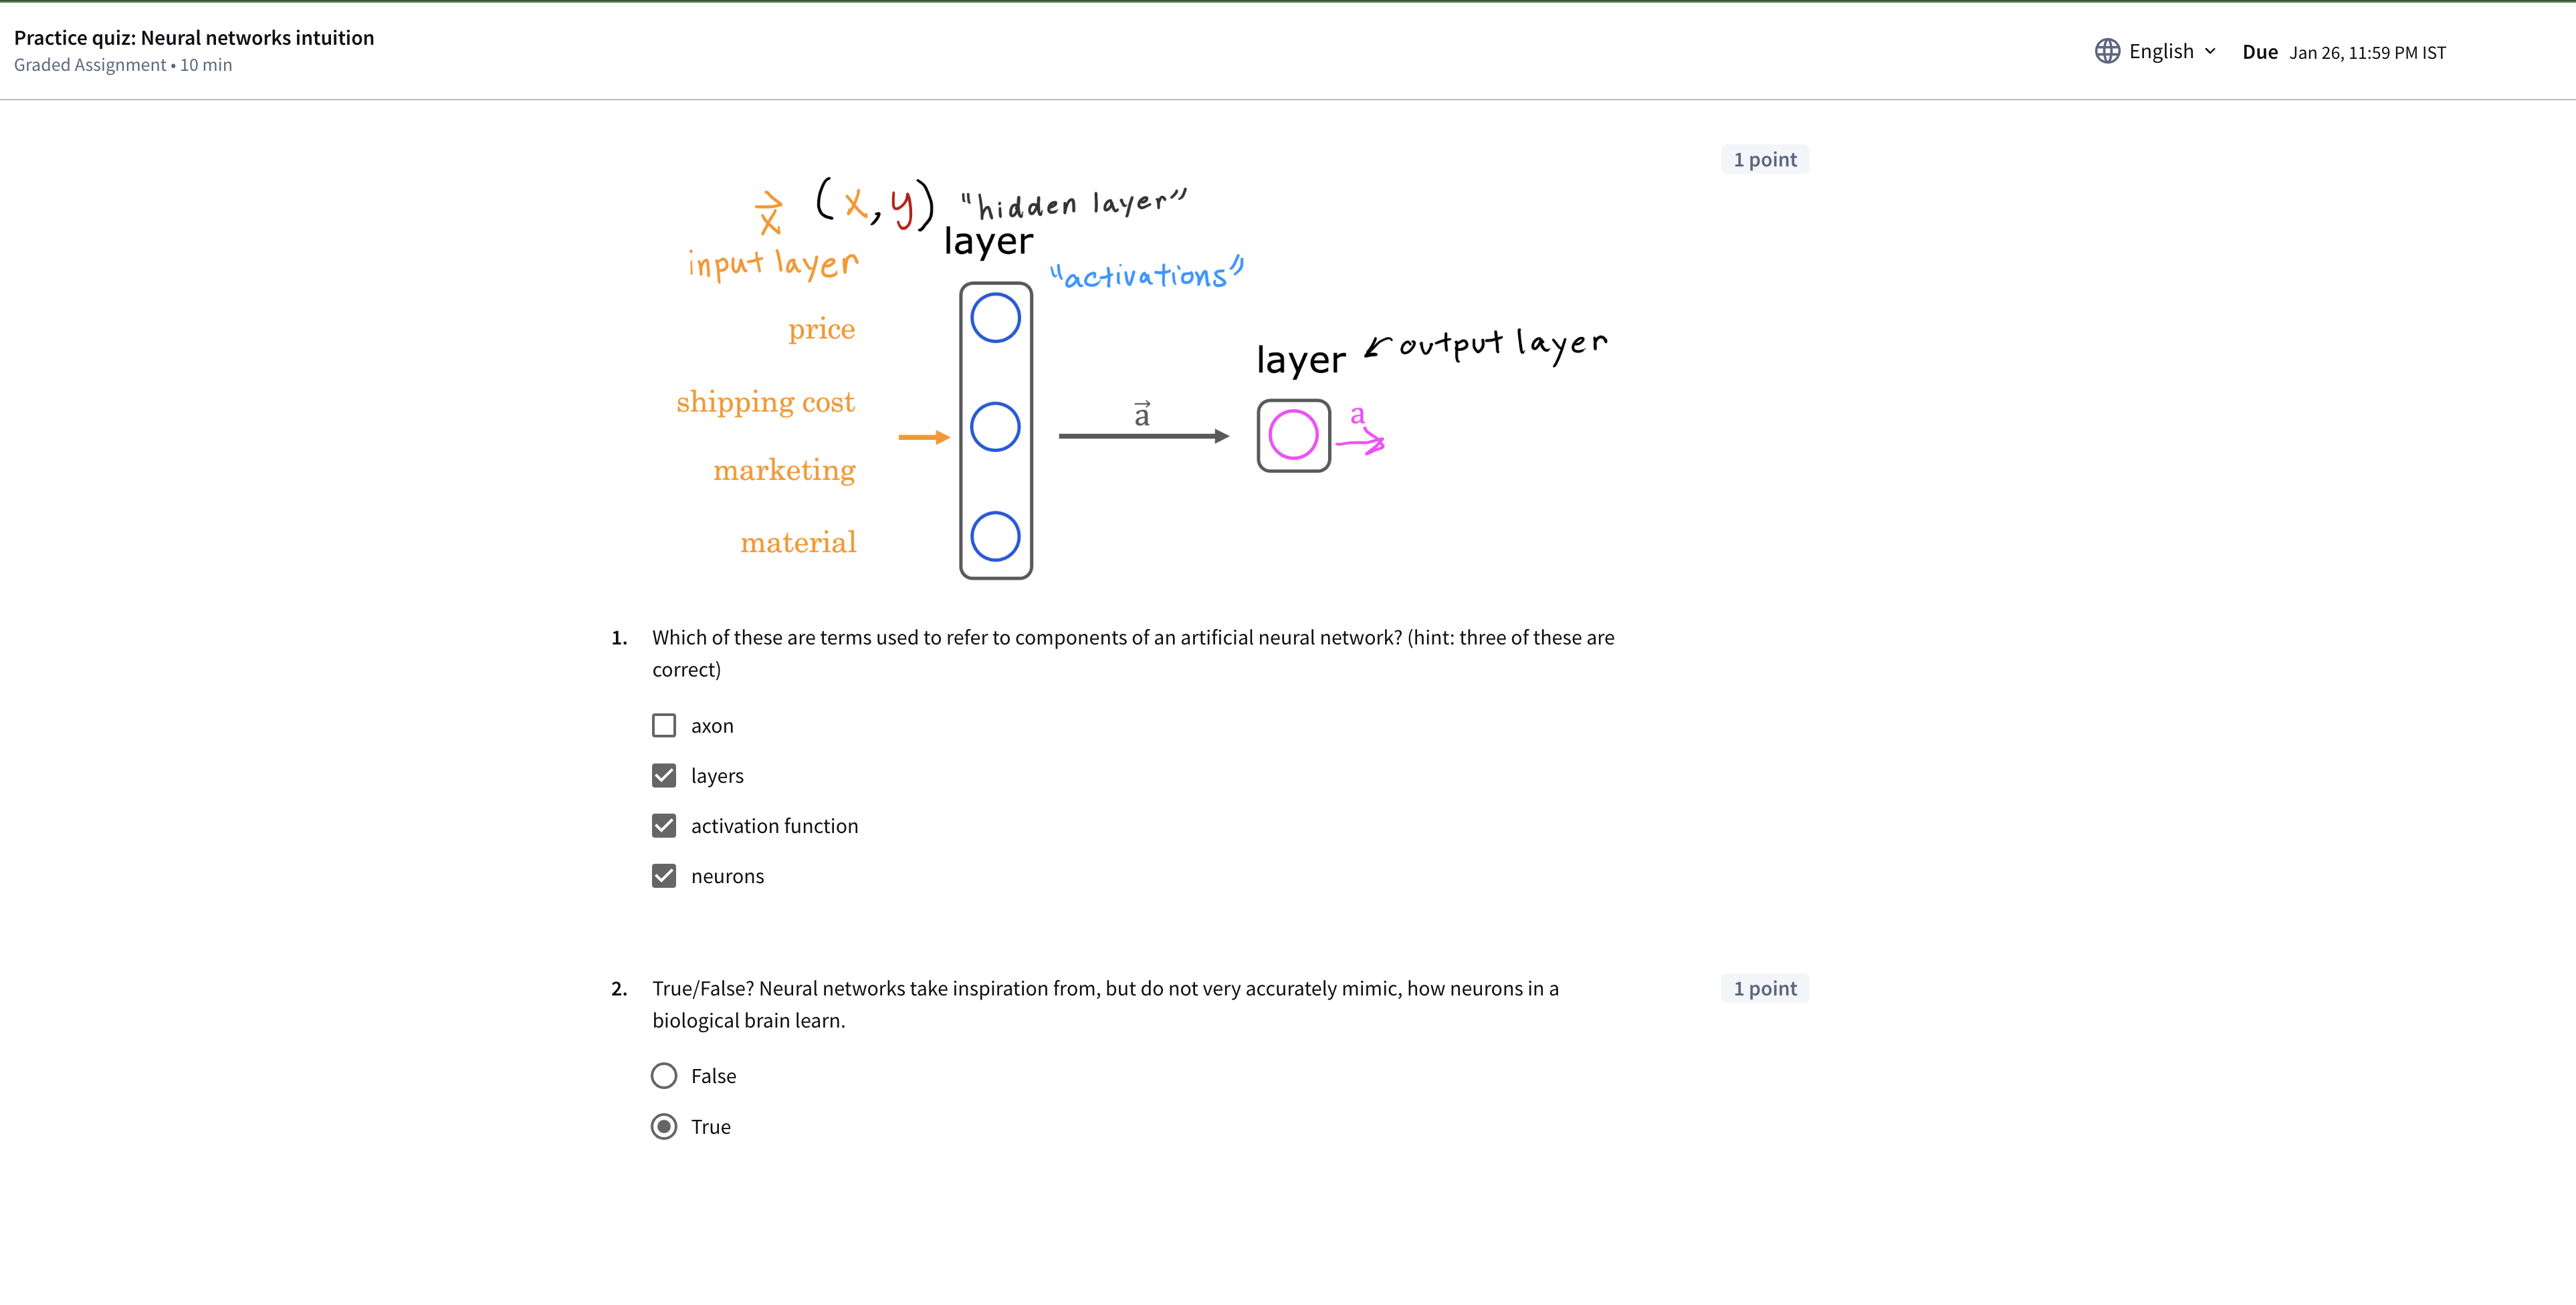 Practice quiz: Neural networks intuition
Graded Assignment • 10 min
English
Due Jan 26, 11:59 PM IST
1 point
x⃗ (x,y) "hidden layer"
layer
input layer
"activations"
price
layer ← output layer
shipping cost
a⃗
a
marketing
material
1. Which of these are terms used to refer to components of an artificial neural network? (hint: three of these are
correct)
axon
layers
activation function
neurons
2. True/False? Neural networks take inspiration from, but do not very accurately mimic, how neurons in a
biological brain learn.
1 point
False
True